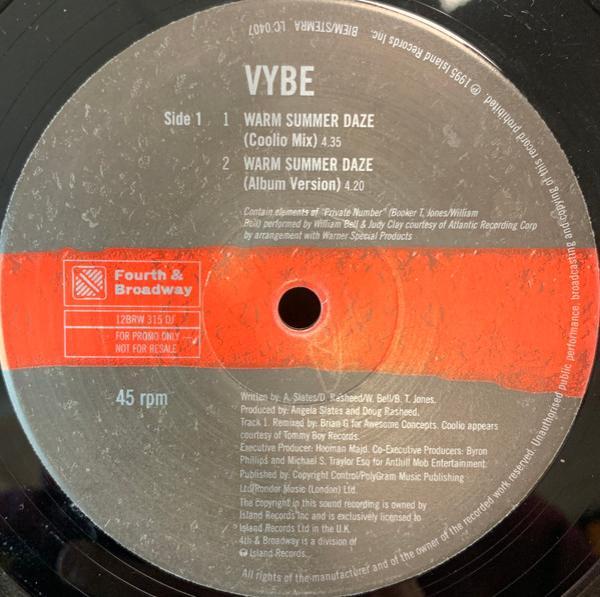 VYBE
Side 1 1 WARM SUMMER DAZE
(Coolio Mix) 4.35
2 WARM SUMMER DAZE
(Album Version) 4.20
Contain elements of "Private Number" (Booker T. Jones/William
Bell) performed by William Bell & Judy Clay courtesy of Atlantic Recording Corp
by arrangement with Warner Special Products
Fourth &
Broadway
12BRW 315 DJ
FOR PROMO ONLY
NOT FOR RESALE
45 rpm
Written by: A. Slates/D. Rasheed/W. Bell/B. T. Jones.
Produced by: Angela Slates and Doug Rasheed.
Track 1. Remixed by: Brian G for Awesome Concepts. Coolio appears
courtesy of Tommy Boy Records.
Executive Producer: Hooman Majd. Co-Executive Producers: Byron
Phillips and Michael S. Traylor Esq for Anthill Mob Entertainment.
Published by: Copyright Control/PolyGram Music Publishing
Ltd/Rondor Music (London) Ltd.
The copyright in this sound recording is owned by
Island Records Inc and is exclusively licensed to
Island Records Ltd in the U.K.
4th & Broadway is a division of
Island Records.
All rights of the manufacturer and of the owner of the recorded work reserved. Unauthorised public performance, broadcasting and copying of this record prohibited. ℗ 1995 Island Records Inc. BIEM/STEMRA LC 0407